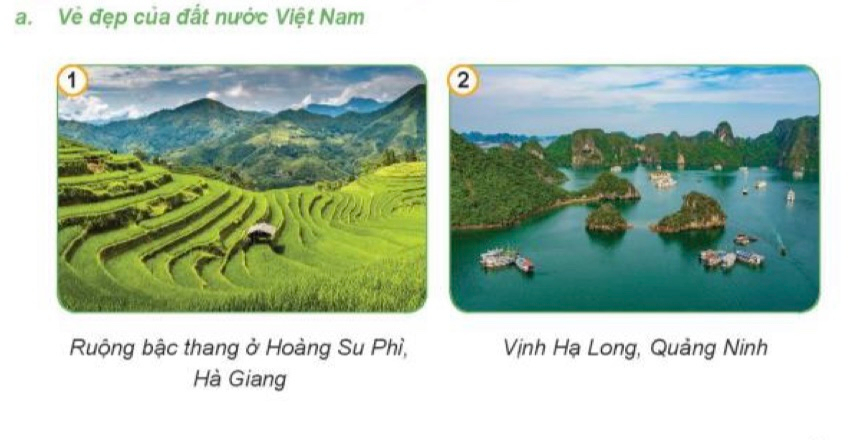 a. Vẻ đẹp của đất nước Việt Nam
1
2
Ruộng bậc thang ở Hoàng Su Phì,
Hà Giang
Vịnh Hạ Long, Quảng Ninh